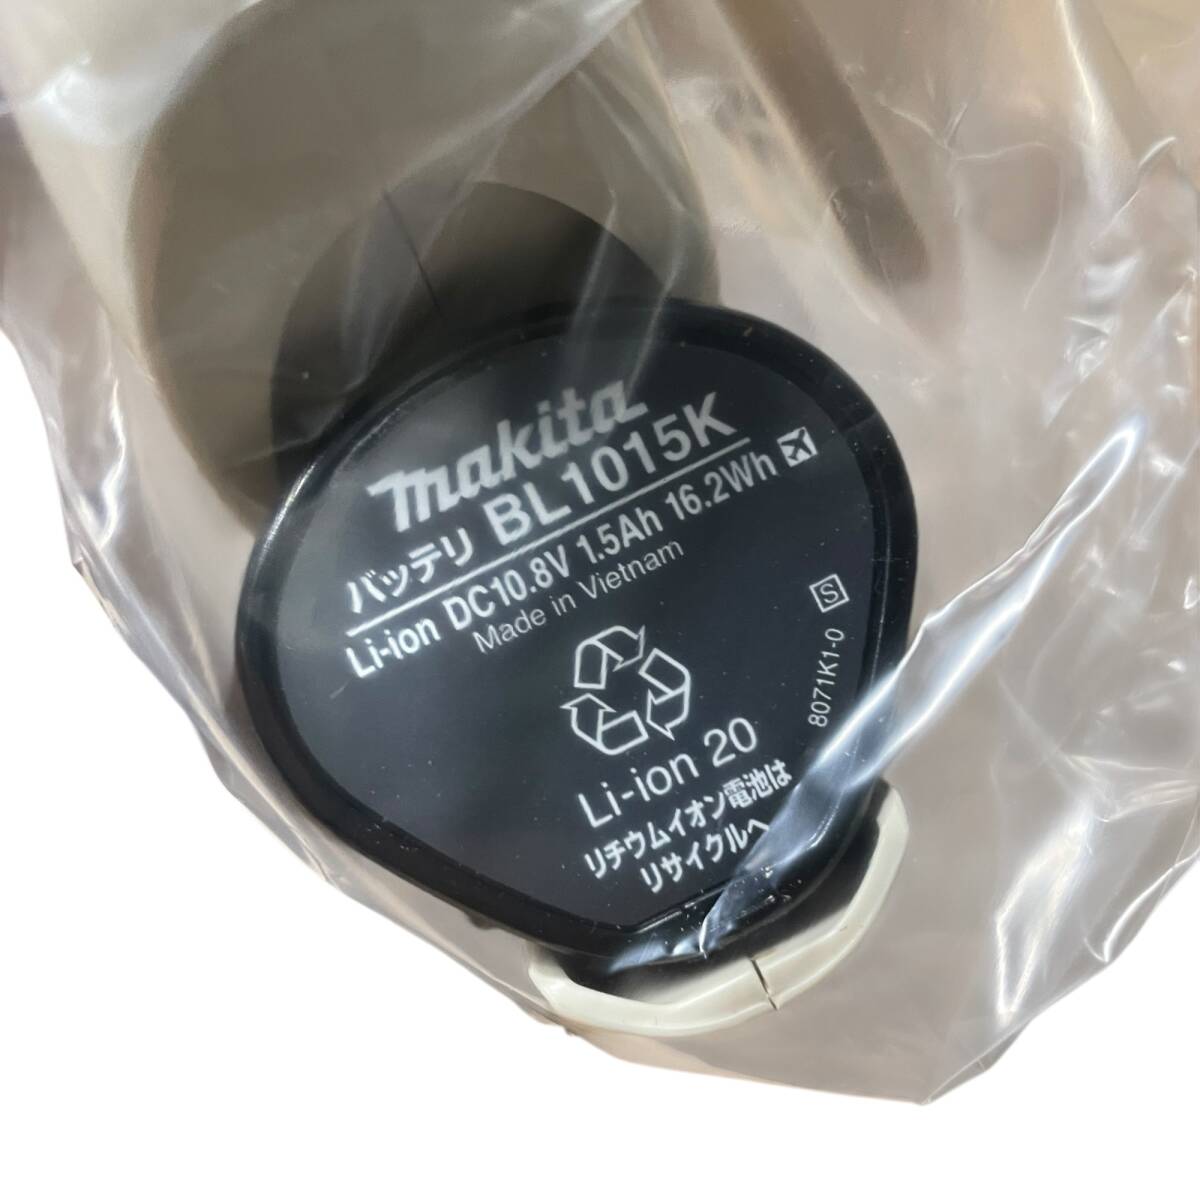 makita
バッテリ BL1015K
Li-ion DC10.8V 1.5Ah 16.2Wh
Made in Vietnam
S
8071K1-0
Li-ion 20
リチウムイオン電池は
リサイクルへ